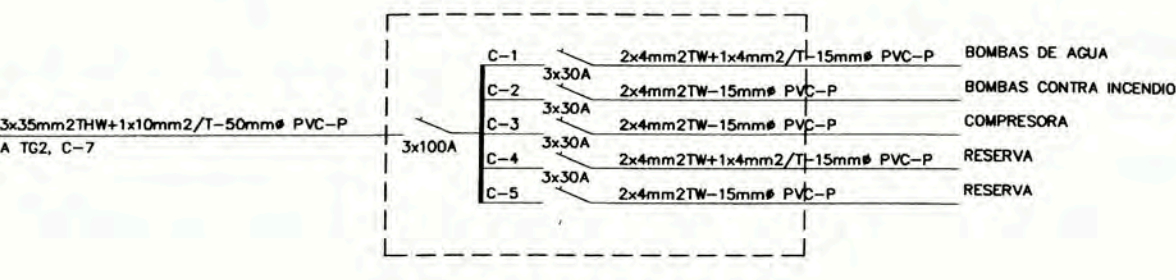 C-1 2x4mm2TW+1x4mm2/T-15mmø PVC-P BOMBAS DE AGUA
3x30A
C-2 2x4mm2TW-15mmø PVC-P BOMBAS CONTRA INCENDIO
3x30A
3x35mm2THW+1x10mm2/T-50mmø PVC-P C-3 2x4mm2TW-15mmø PVC-P COMPRESORA
A TG2, C-7 3x100A 3x30A
C-4 2x4mm2TW+1x4mm2/T-15mmø PVC-P RESERVA
3x30A
C-5 2x4mm2TW-15mmø PVC-P RESERVA